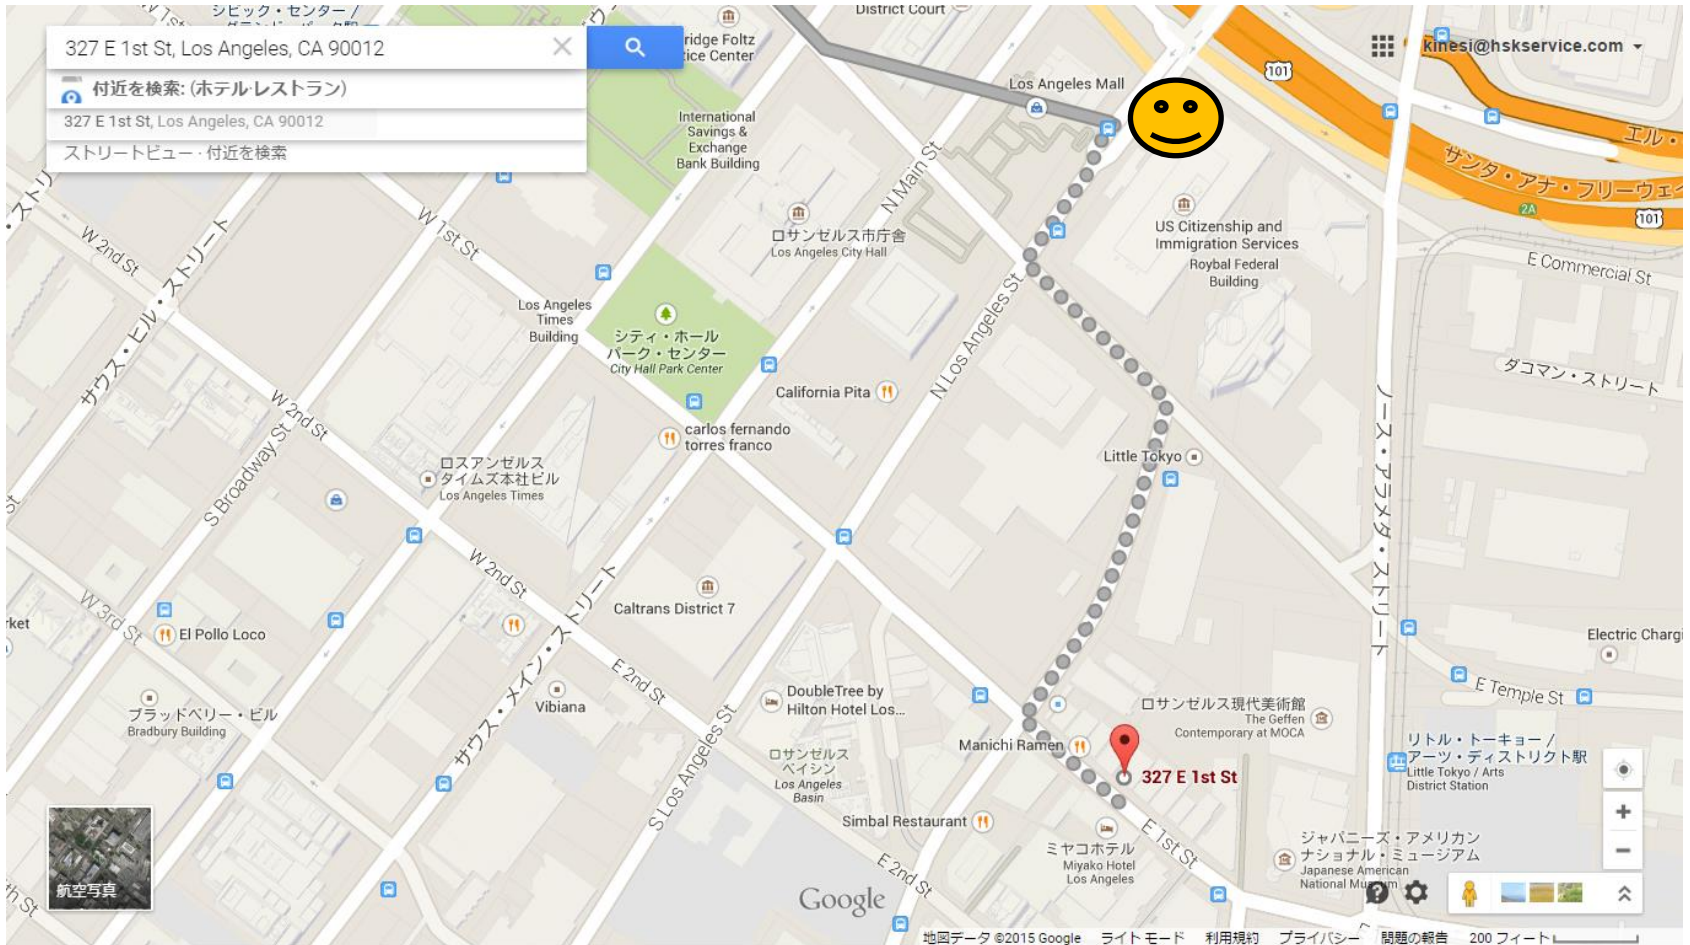 シビック・センター /
District Court
327 E 1st St, Los Angeles, CA 90012
付近を検索: (ホテル·レストラン)
327 E 1st St, Los Angeles, CA 90012
ストリートビュー · 付近を検索
ridge Foltz
ice Center
kinesi@hskservice.com
Los Angeles Mall
101
International
Savings &
Exchange
Bank Building
エル・
サンタ・アナ・フリーウェイ
2A
101
N Main St
W 1st St
W 2nd St
ロサンゼルス市庁舎
Los Angeles City Hall
US Citizenship and
Immigration Services
Roybal Federal
Building
E Commercial St
サウス・ヒル・ストリート
Los Angeles
Times
Building
シティ・ホール
パーク・センター
City Hall Park Center
N Los Angeles St
ダコマン・ストリート
California Pita
W 2nd St
carlos fernando
torres franco
ノース・アラメダ・ストリート
S Broadway St
ロスアンゼルス
タイムズ本社ビル
Los Angeles Times
Little Tokyo
W 2nd St
W 3rd St
rket
El Pollo Loco
Caltrans District 7
Electric Chargi
サウス・メイン・ストリート
E 2nd St
E Temple St
Vibiana
ブラッドベリー・ビル
Bradbury Building
DoubleTree by
Hilton Hotel Los...
ロサンゼルス現代美術館
The Geffen
Contemporary at MOCA
S Los Angeles St
ロサンゼルス
ベイシン
Los Angeles
Basin
Manichi Ramen
327 E 1st St
リトル・トーキョー /
アーツ・ディストリクト駅
Little Tokyo / Arts
District Station
Simbal Restaurant
E 1st St
ミヤコホテル
Miyako Hotel
Los Angeles
ジャパニーズ・アメリカン
ナショナル・ミュージアム
Japanese American
National Museum
E 2nd St
航空写真
th St
Google
地図データ ©2015 Google
ライトモード
利用規約
プライバシー
問題の報告
200 フィート